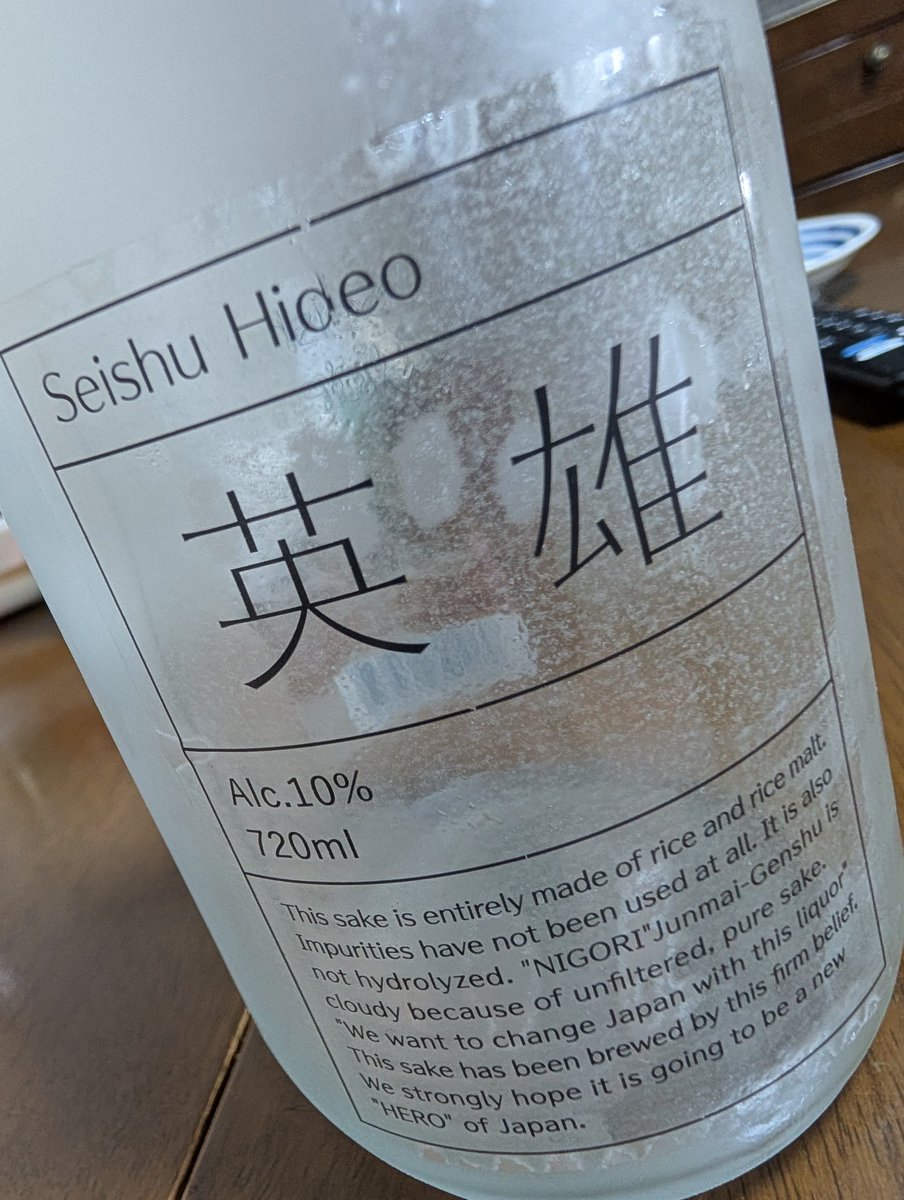 Seishu Hideo
英雄
Alc.10%
720ml
This sake is entirely made of rice and rice malt.
Impurities have not been used at all. It is also
not hydrolyzed. "NIGORI"Junmai-Genshu is
cloudy because of unfiltered, pure sake.
"We want to change Japan with this liquor"
This sake has been brewed by this firm belief.
We strongly hope it is going to be a new
"HERO" of Japan.